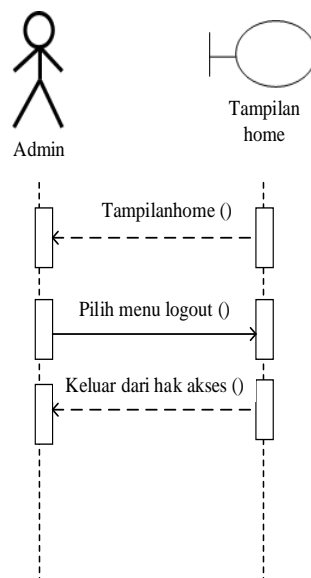 Admin
Tampilan
home
Tampilanhome ()
Pilih menu logout ()
Keluar dari hak akses ()